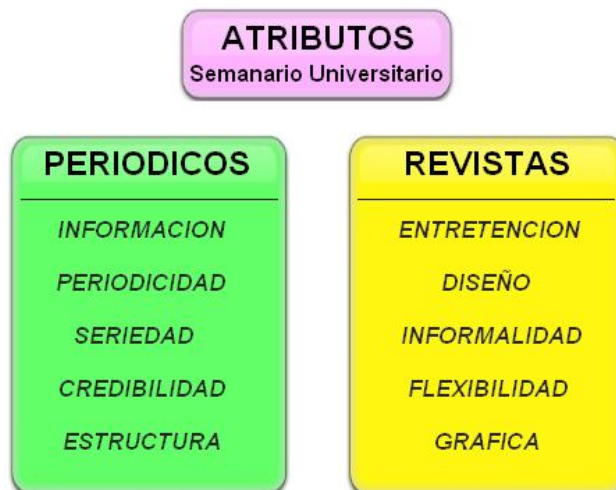 ATRIBUTOS
Semanario Universitario
PERIODICOS
INFORMACION
PERIODICIDAD
SERIEDAD
CREDIBILIDAD
ESTRUCTURA
REVISTAS
ENTRETENCION
DISEÑO
INFORMALIDAD
FLEXIBILIDAD
GRAFICA